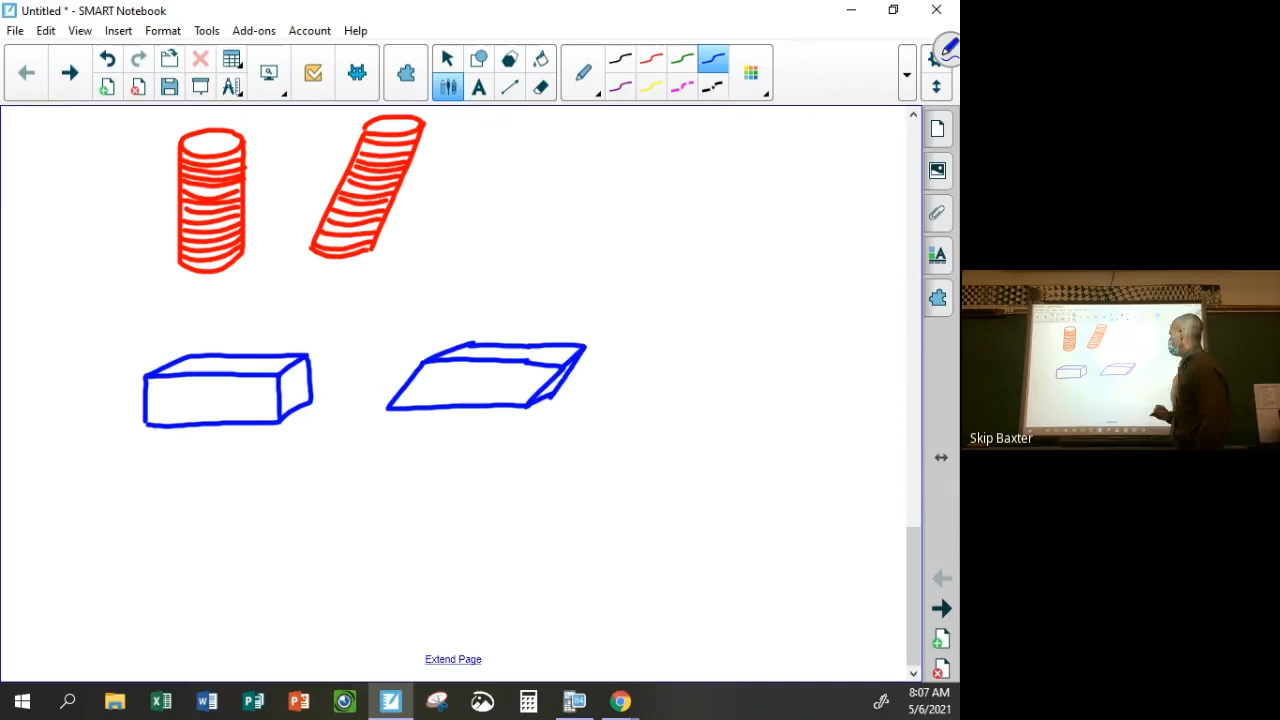 Untitled * - SMART Notebook
File Edit View Insert Format Tools Add-ons Account Help
Skip Baxter
Extend Page
8:07 AM
5/6/2021